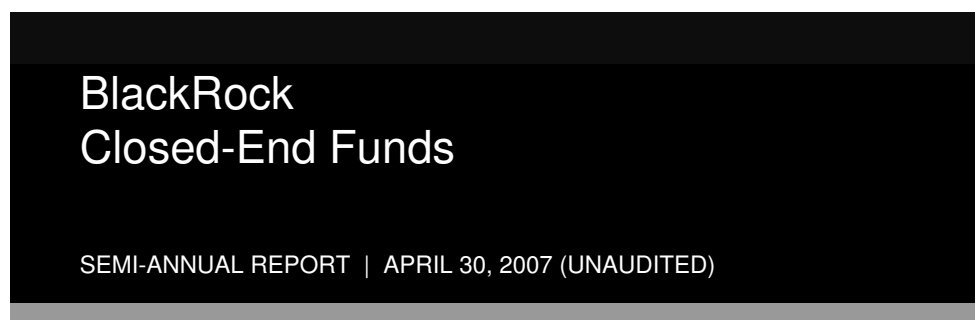 BlackRock
Closed-End Funds
SEMI-ANNUAL REPORT | APRIL 30, 2007 (UNAUDITED)